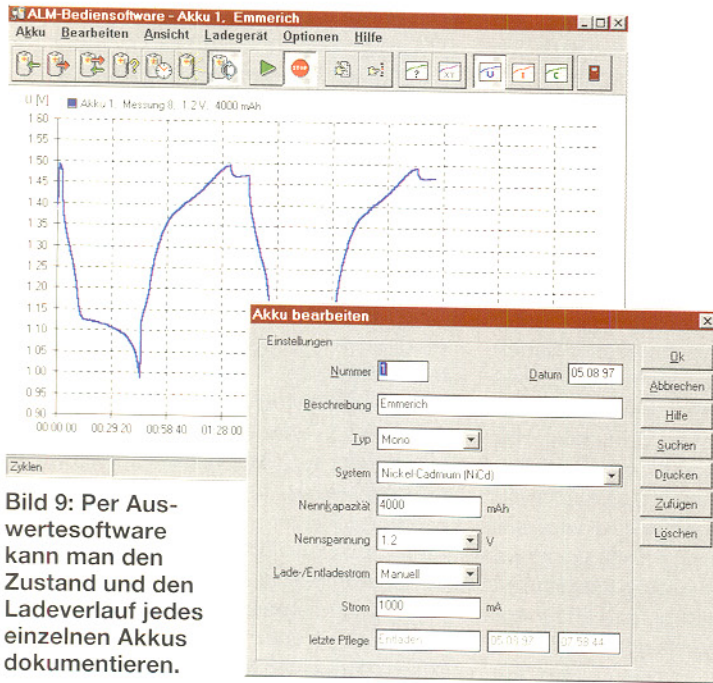 ALM-Bediensoftware - Akku 1, Emmerich
Akku Bearbeiten Ansicht Ladegerät Optionen Hilfe
STOP ? XY U I C
U [V] Akku 1, Messung 8, 1.2 V, 4000 mAh
1.60
1.55
1.50
1.45
1.40
1.35
1.30
1.25
1.20
1.15
1.10
1.05
1.00
0.95
0.90
00:00:00 00:29:20 00:58:40 01:28:00
Zyklen
Akku bearbeiten
Einstellungen
Nummer 1 Datum 05.08.97
Beschreibung Emmerich
Typ Mono
System Nickel-Cadmium (NiCd)
Nennkapazität 4000 mAh
Nennspannung 1.2 V
Lade-/Entladestrom Manuell
Strom 1000 mA
letzte Pflege Entladen 07:58:44
Ok
Abbrechen
Hilfe
Suchen
Drucken
Zufügen
Löschen
Bild 9: Per Aus-
wertesoftware
kann man den
Zustand und den
Ladeverlauf jedes
einzelnen Akkus
dokumentieren.